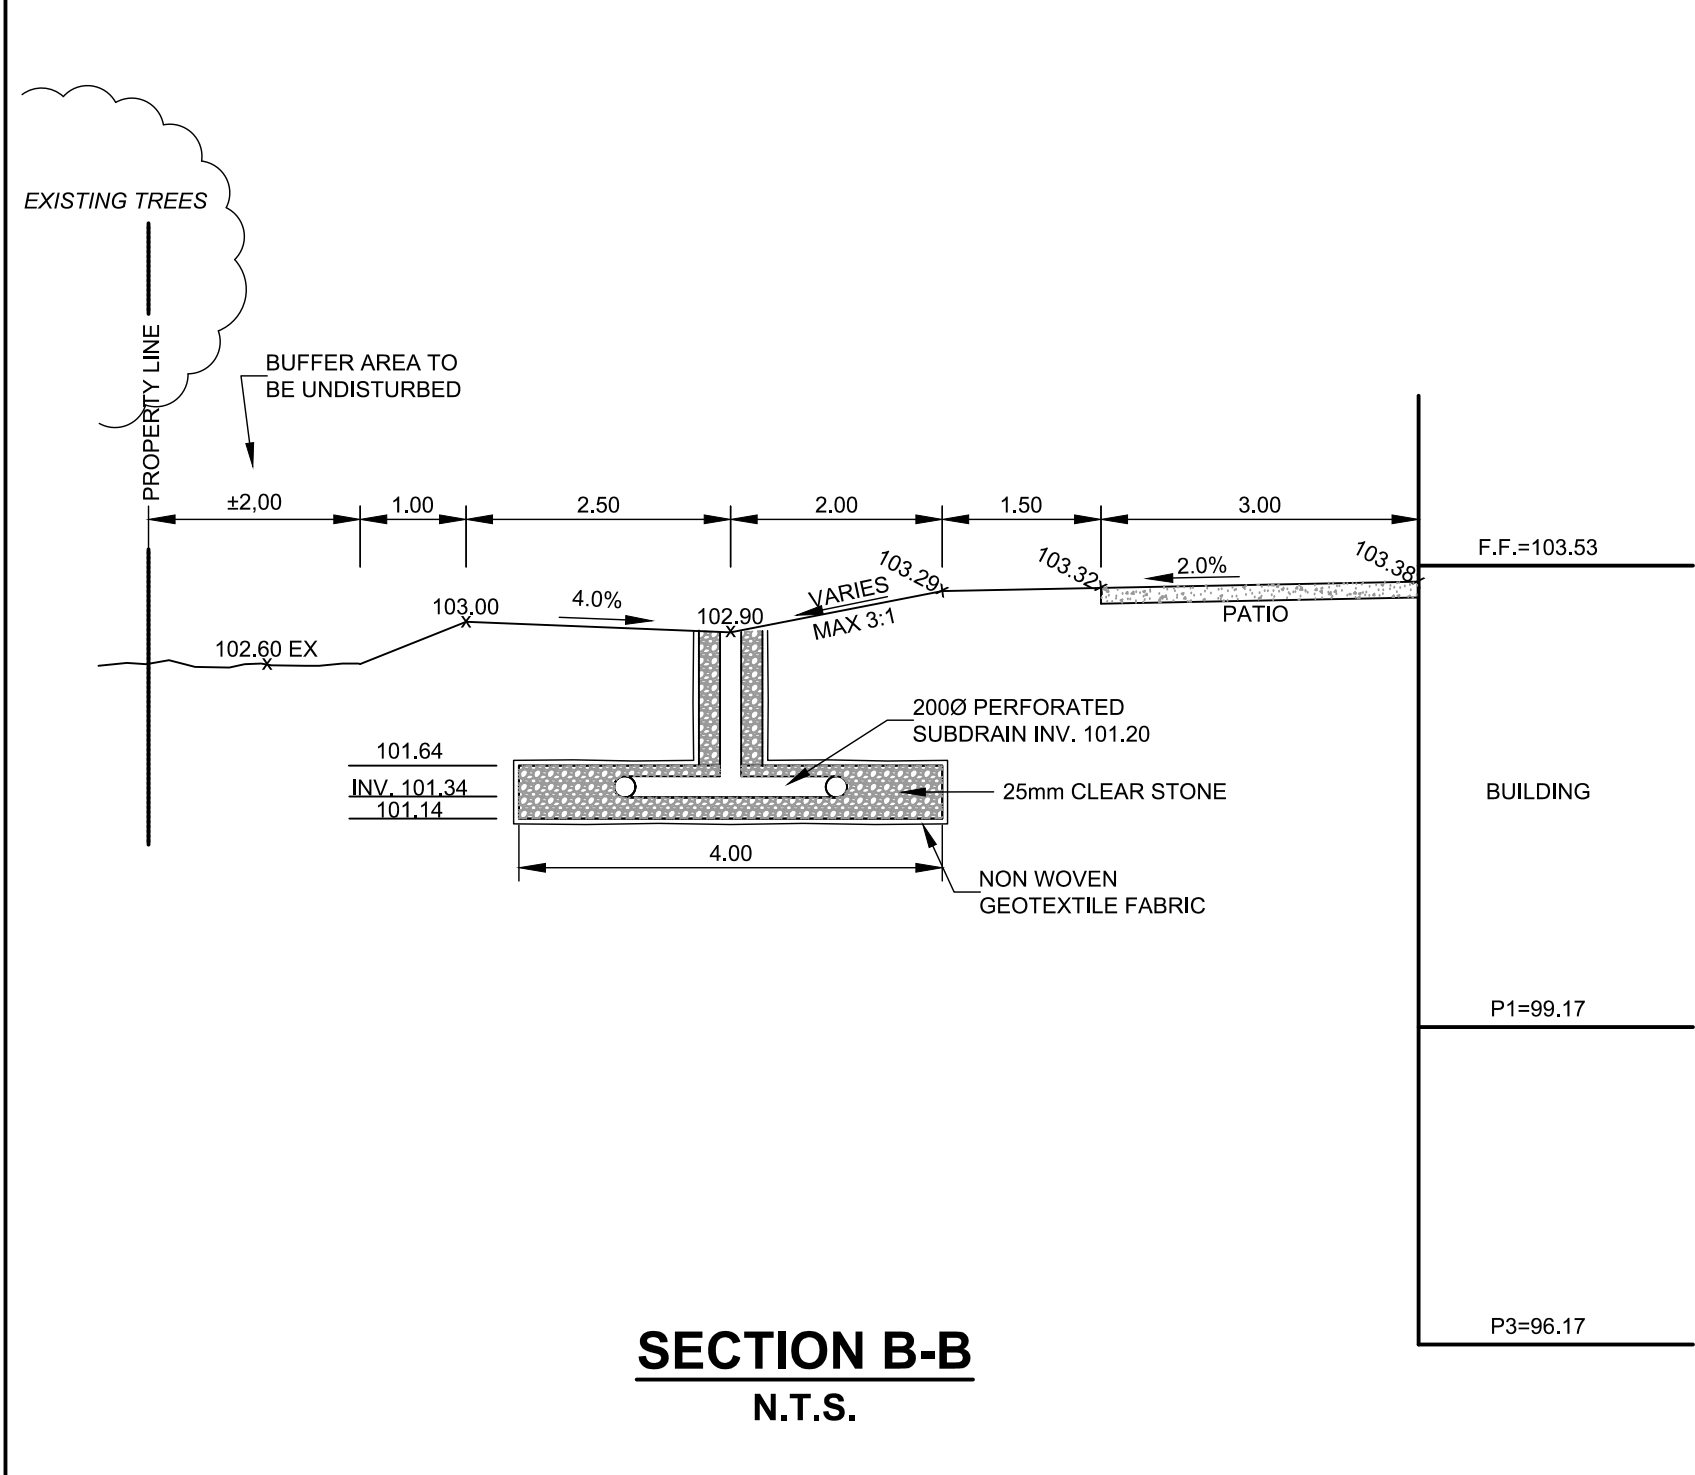 EXISTING TREES
PROPERTY LINE
BUFFER AREA TO
BE UNDISTURBED
±2,00
1.00
2.50
2.00
1.50
3.00
F.F.=103.53
103.38
2.0%
103.32
103.29
VARIES
MAX 3:1
4.0%
103.00
102.90
PATIO
102.60 EX
200Ø PERFORATED
SUBDRAIN INV. 101.20
101.64
INV. 101.34
101.14
25mm CLEAR STONE
BUILDING
4.00
NON WOVEN
GEOTEXTILE FABRIC
P1=99.17
P3=96.17
SECTION B-B
N.T.S.
x
x
x
x
x